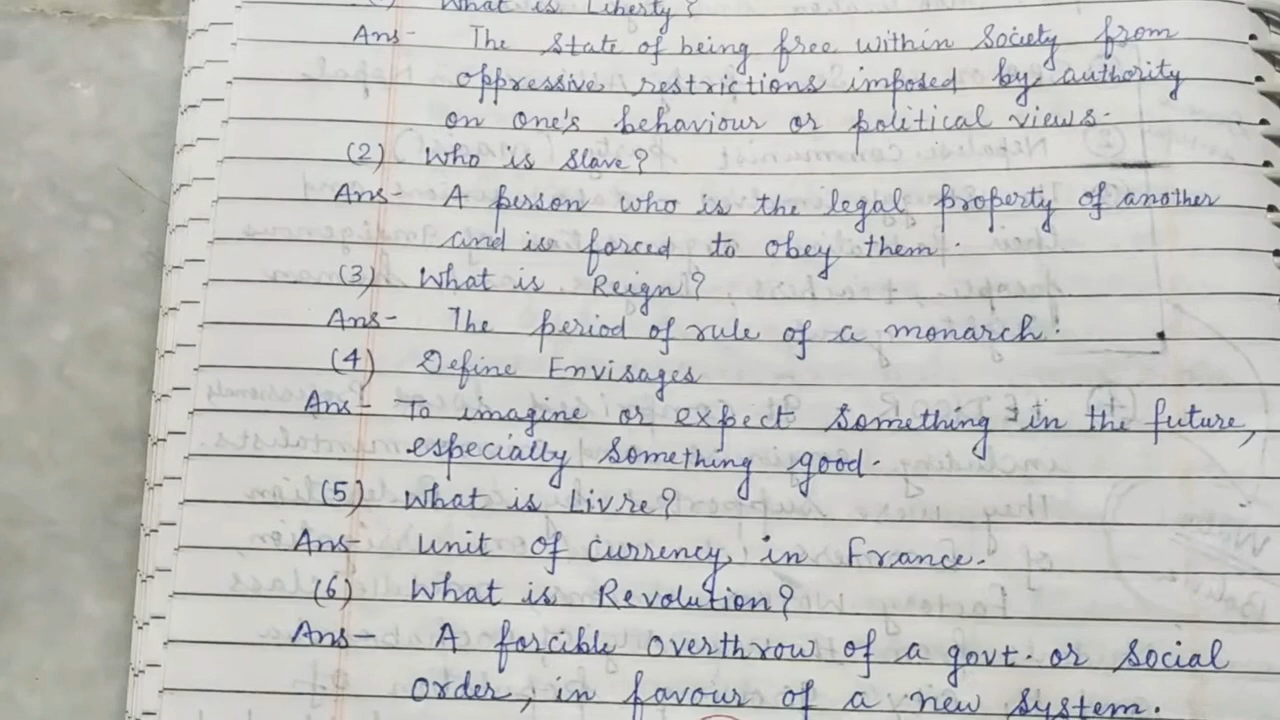 What is Liberty?
Ans- The State of being free within Society from
oppressive restrictions imposed by authority
on one's behaviour or political views.
(2) Who is Slave?
Ans- A person who is the legal property of another
and is forced to obey them.
(3) What is Reign?
Ans- The period of rule of a monarch.
(4) Define Envisages
Ans- To imagine or expect Something in the future,
especially Something good.
(5) What is Livre?
Ans- Unit of currency in France.
(6) What is Revolution?
Ans- A forcible overthrow of a govt. or Social
order, in favour of a new System.